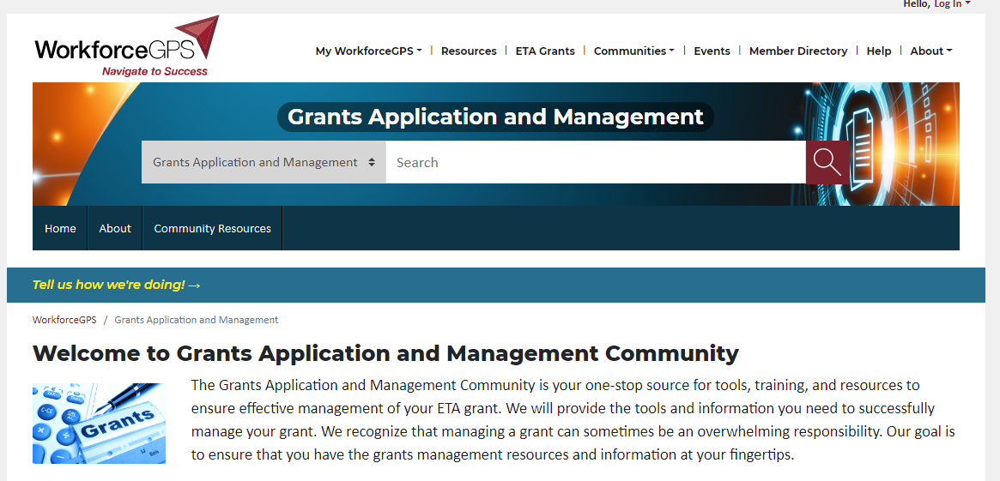 Hello, Log In
WorkforceGPS
Navigate to Success
My WorkforceGPS | Resources | ETA Grants | Communities | Events | Member Directory | Help | About
Grants Application and Management
Grants Application and Management Search
Home About Community Resources
Tell us how we're doing! →
WorkforceGPS / Grants Application and Management
Welcome to Grants Application and Management Community
The Grants Application and Management Community is your one-stop source for tools, training, and resources to
ensure effective management of your ETA grant. We will provide the tools and information you need to successfully
manage your grant. We recognize that managing a grant can sometimes be an overwhelming responsibility. Our goal is
to ensure that you have the grants management resources and information at your fingertips.
C-CE
ON
AC
Grants